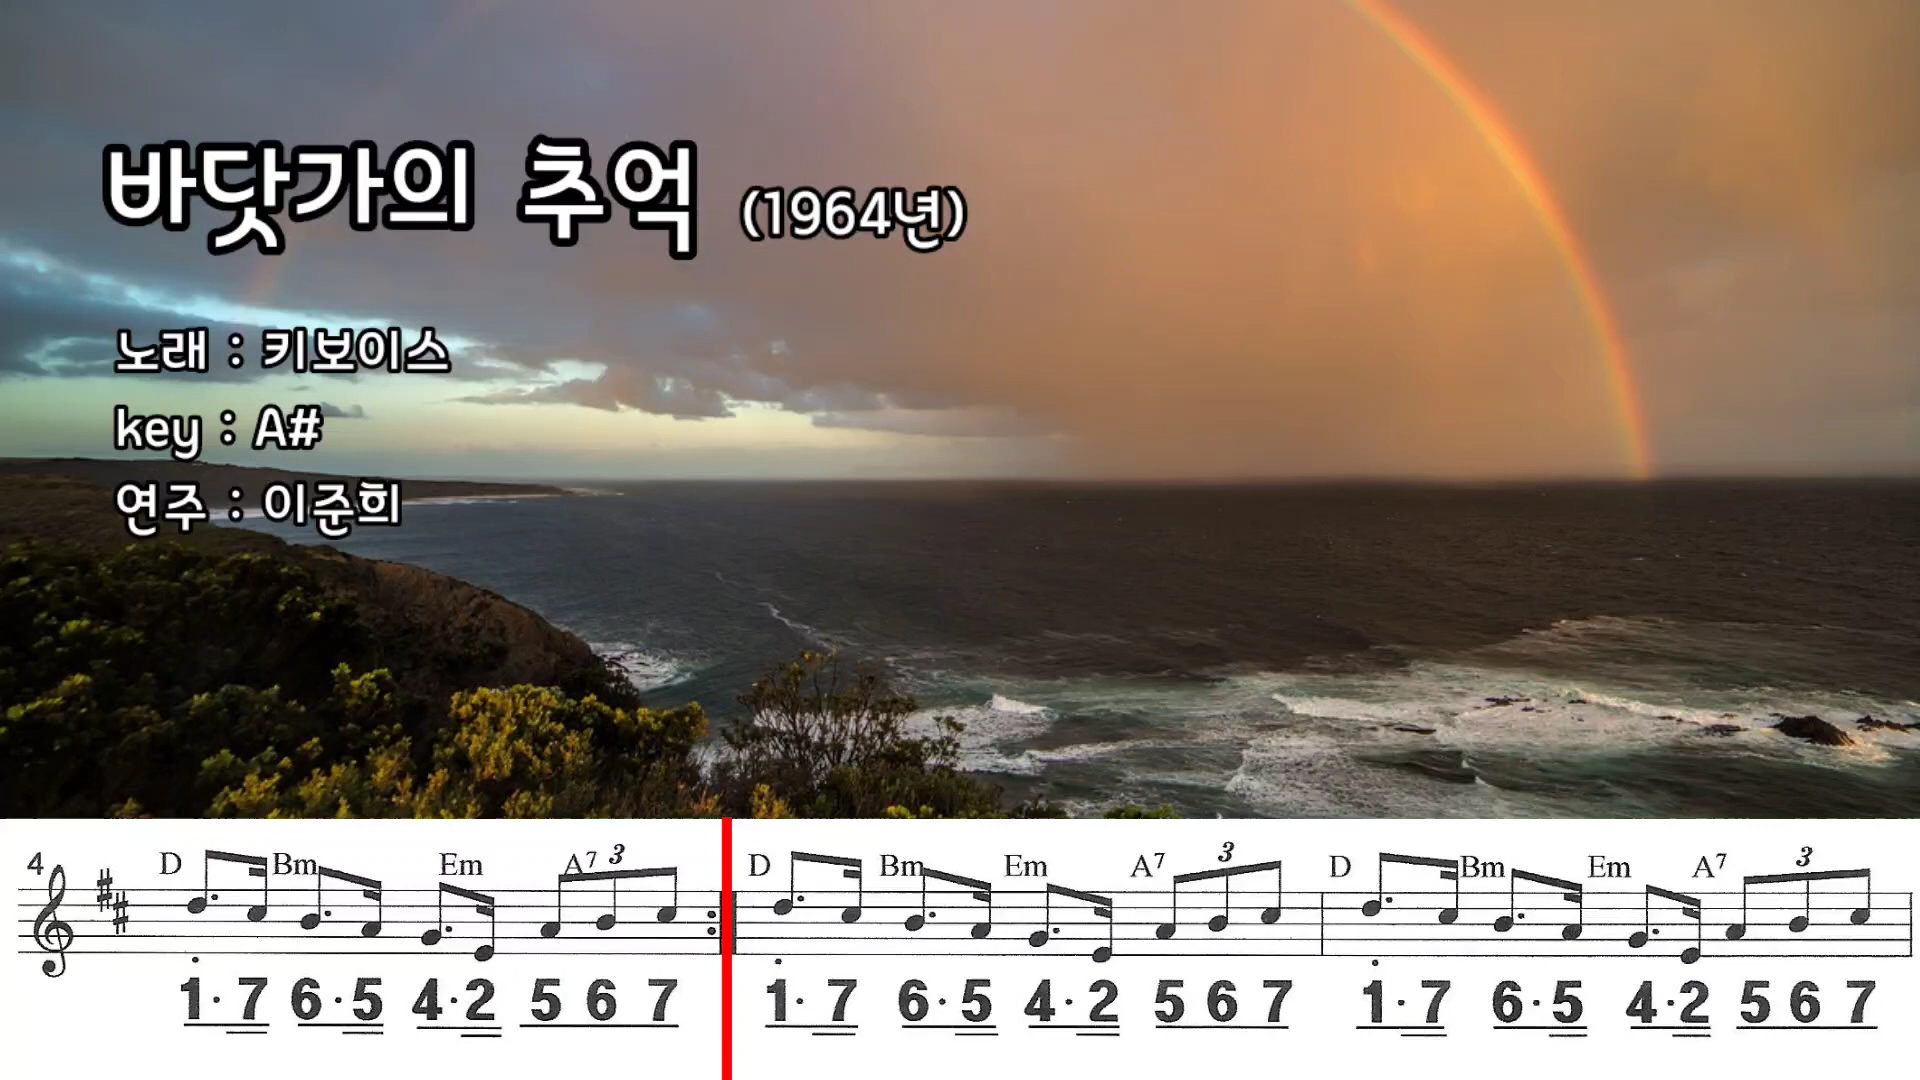 바닷가의 추억 (1964년)
노래 : 키보이스
key : A#
연주 : 이준희
4 D Bm Em A7 3 D Bm Em A7 3 D Bm Em A7 3
1· 7 6·5 4·2 5 6 7 1· 7 6·5 4·2 5 6 7 1·7 6·5 4·2 5 6 7